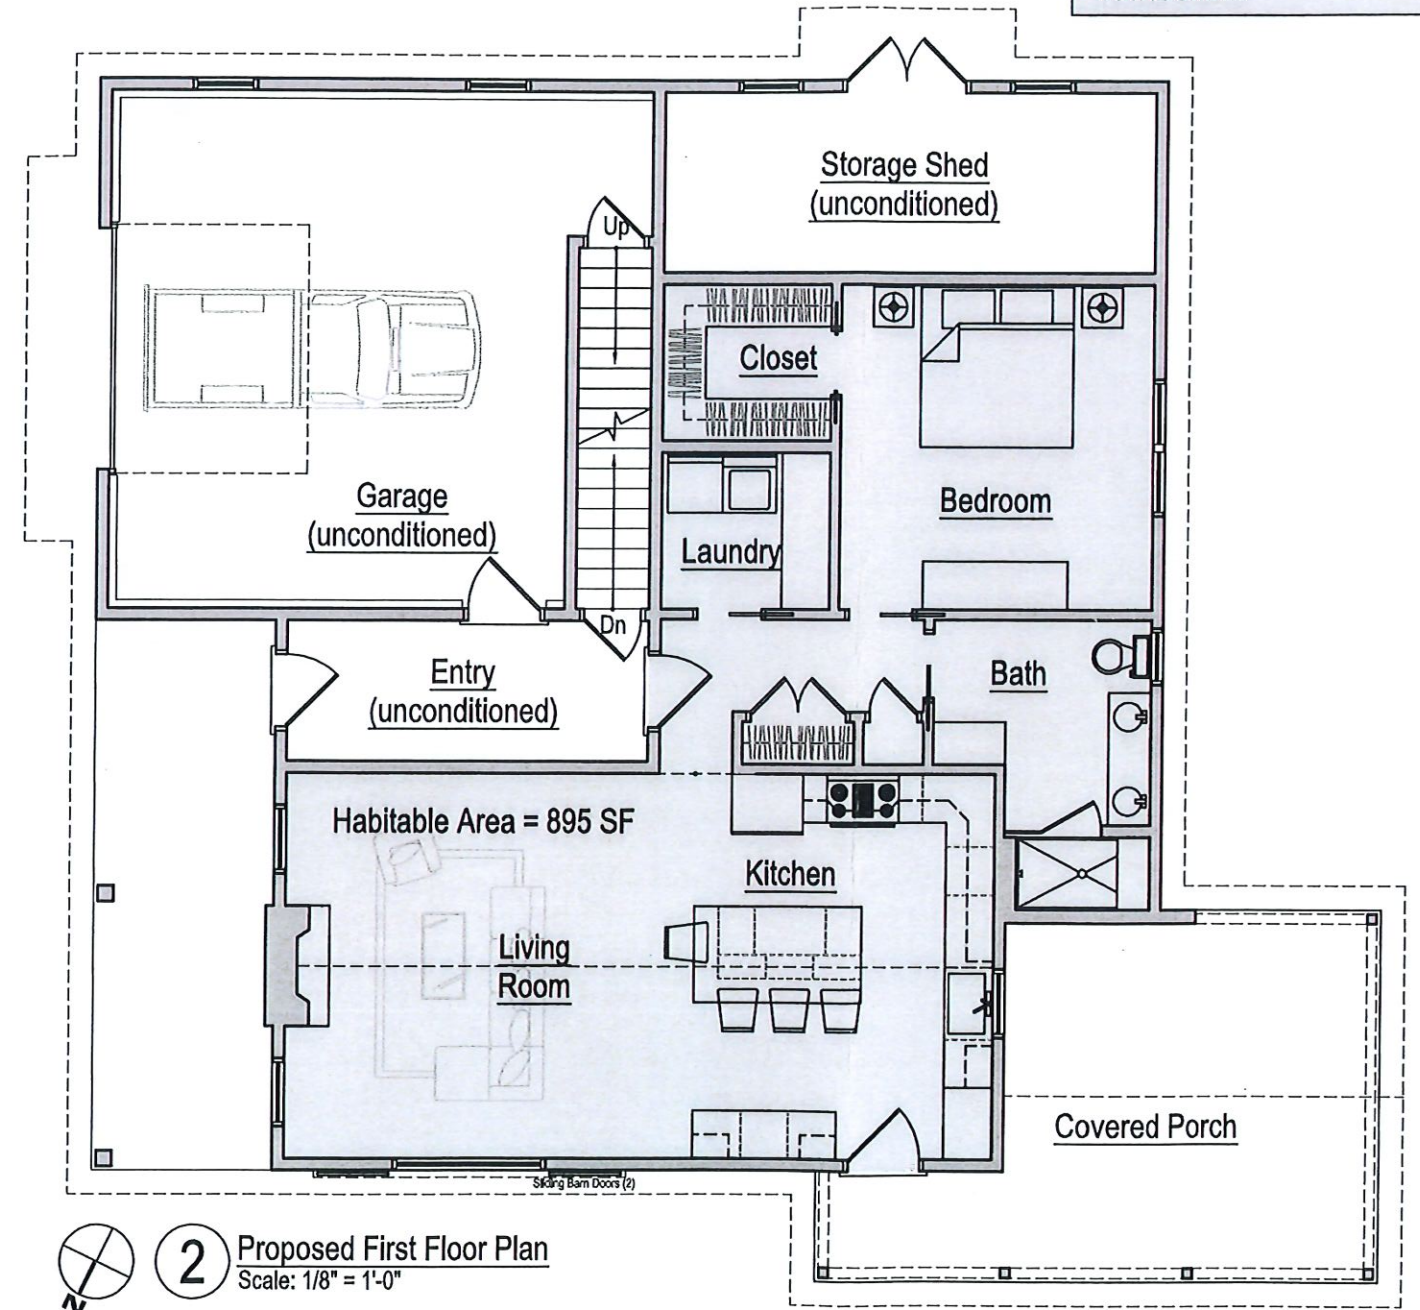 Storage Shed
(unconditioned)
Up
Closet
Garage
(unconditioned)
Bedroom
Laundry
Dn
Entry
(unconditioned)
Bath
Habitable Area = 895 SF
Kitchen
Living
Room
Covered Porch
Sliding Barn Doors (2)
2
Proposed First Floor Plan
Scale: 1/8" = 1'-0"
N